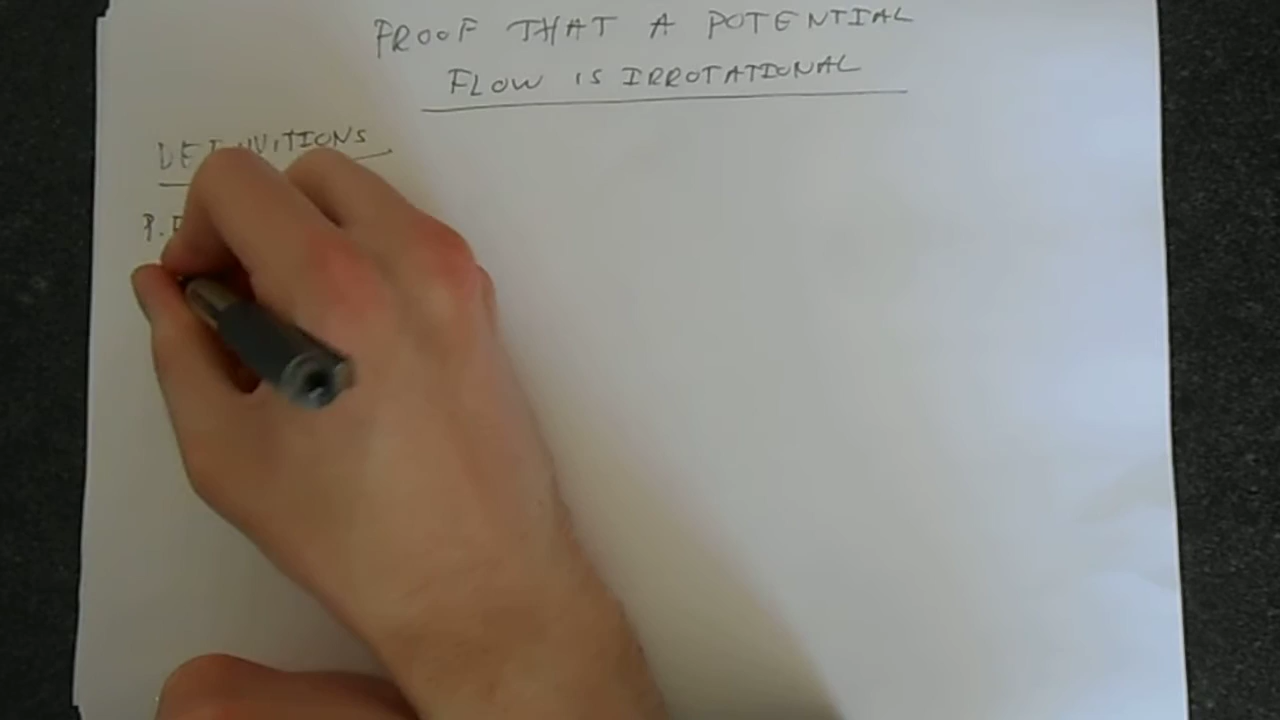 PROOF THAT A POTENTIAL
FLOW IS IRROTATIONAL
P.